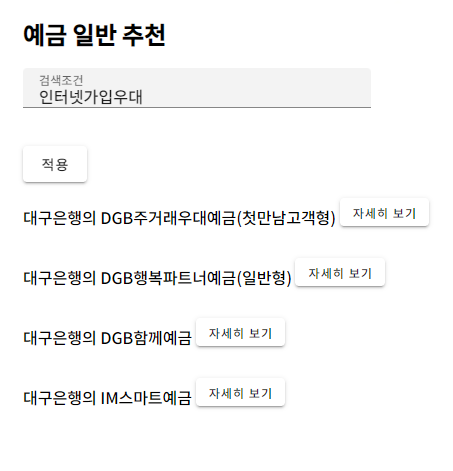 예금 일반 추천
검색조건
인터넷가입우대
적용
대구은행의 DGB주거래우대예금(첫만남고객형) 자세히 보기
대구은행의 DGB행복파트너예금(일반형) 자세히 보기
대구은행의 DGB함께예금 자세히 보기
대구은행의 IM스마트예금 자세히 보기